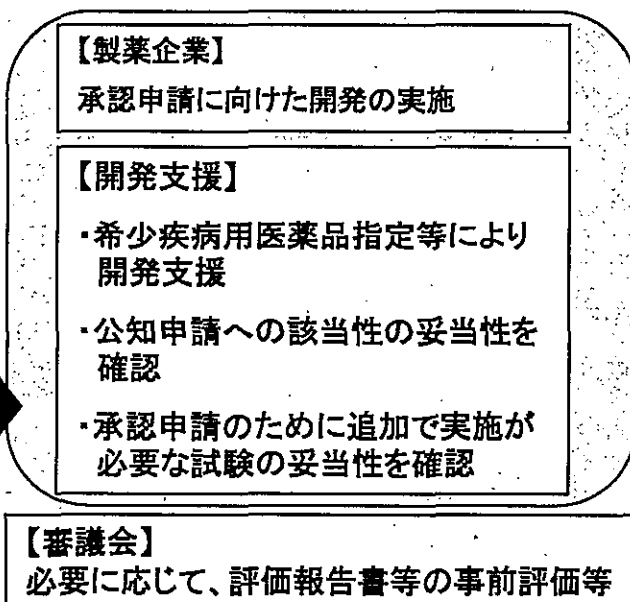 【製薬企業】
承認申請に向けた開発の実施
【開発支援】
・希少疾病用医薬品指定等により
開発支援
・公知申請への該当性の妥当性を
確認
・承認申請のために追加で実施が
必要な試験の妥当性を確認
【審議会】
必要に応じて、評価報告書等の事前評価等